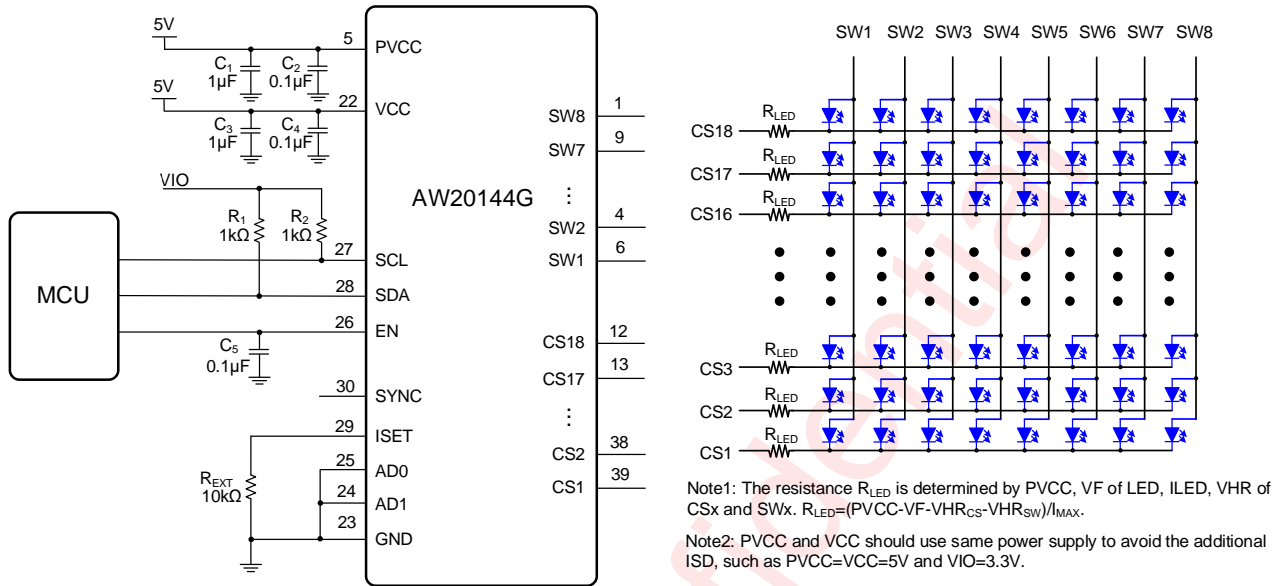 5V
5
PVCC
C1
1µF
C2
0.1µF
5V
22
VCC
C3
1µF
C4
0.1µF
VIO
R1
1kΩ
R2
1kΩ
MCU
27
SCL
28
SDA
26
EN
C5
0.1µF
30
SYNC
29
ISET
REXT
10kΩ
25
AD0
24
AD1
23
GND
AW20144G
SW8
1
SW7
9
SW2
4
SW1
6
CS18
12
CS17
13
CS2
38
CS1
39
SW1 SW2 SW3 SW4 SW5 SW6 SW7 SW8
RLED
CS18
RLED
CS17
RLED
CS16
RLED
CS3
RLED
CS2
RLED
CS1
Note1: The resistance RLED is determined by PVCC, VF of LED, ILED, VHR of
CSx and SWx. RLED=(PVCC-VF-VHRCS-VHRSW)/IMAX.
Note2: PVCC and VCC should use same power supply to avoid the additional
ISD, such as PVCC=VCC=5V and VIO=3.3V.
fidential